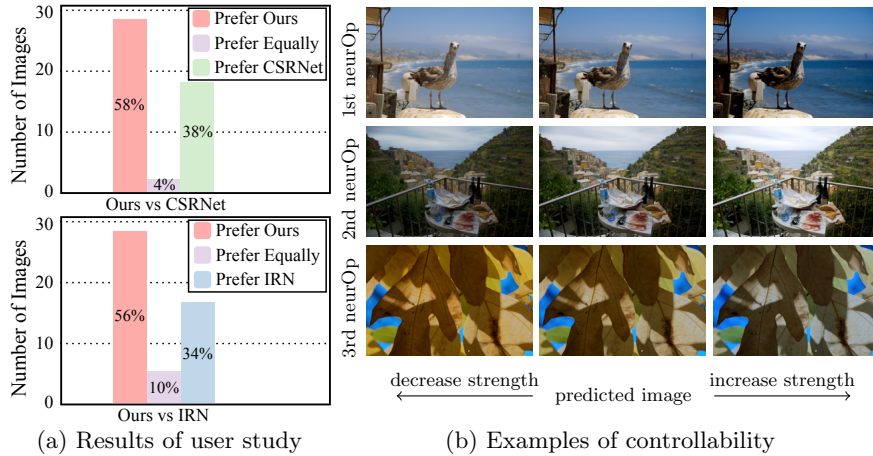 Number of Images
30
20
10
0
Prefer Ours
Prefer Equally
Prefer CSRNet
58%
4%
38%
Ours vs CSRNet
Number of Images
30
20
10
0
Prefer Ours
Prefer Equally
Prefer IRN
56%
10%
34%
Ours vs IRN
(a) Results of user study
1st neurOp
2nd neurOp
3rd neurOp
decrease strength
predicted image
increase strength
(b) Examples of controllability